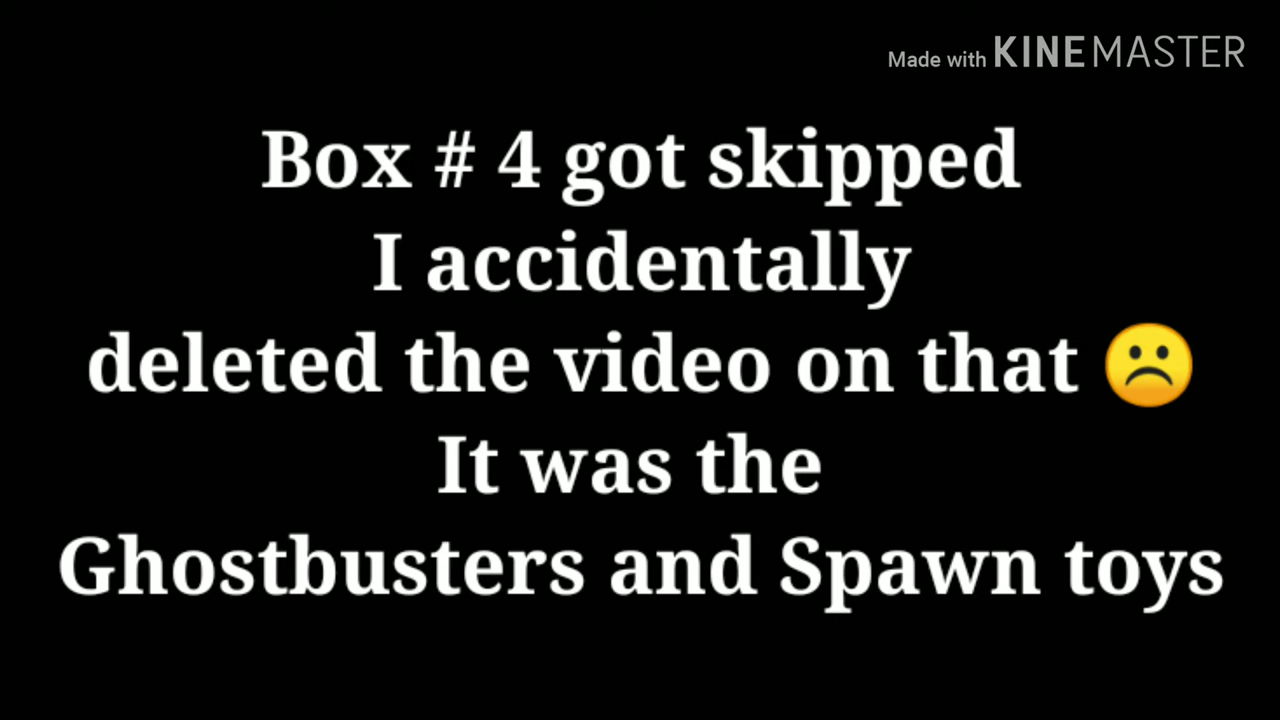 Made with KINEMASTER
Box # 4 got skipped
I accidentally
deleted the video on that ☹️
It was the
Ghostbusters and Spawn toys